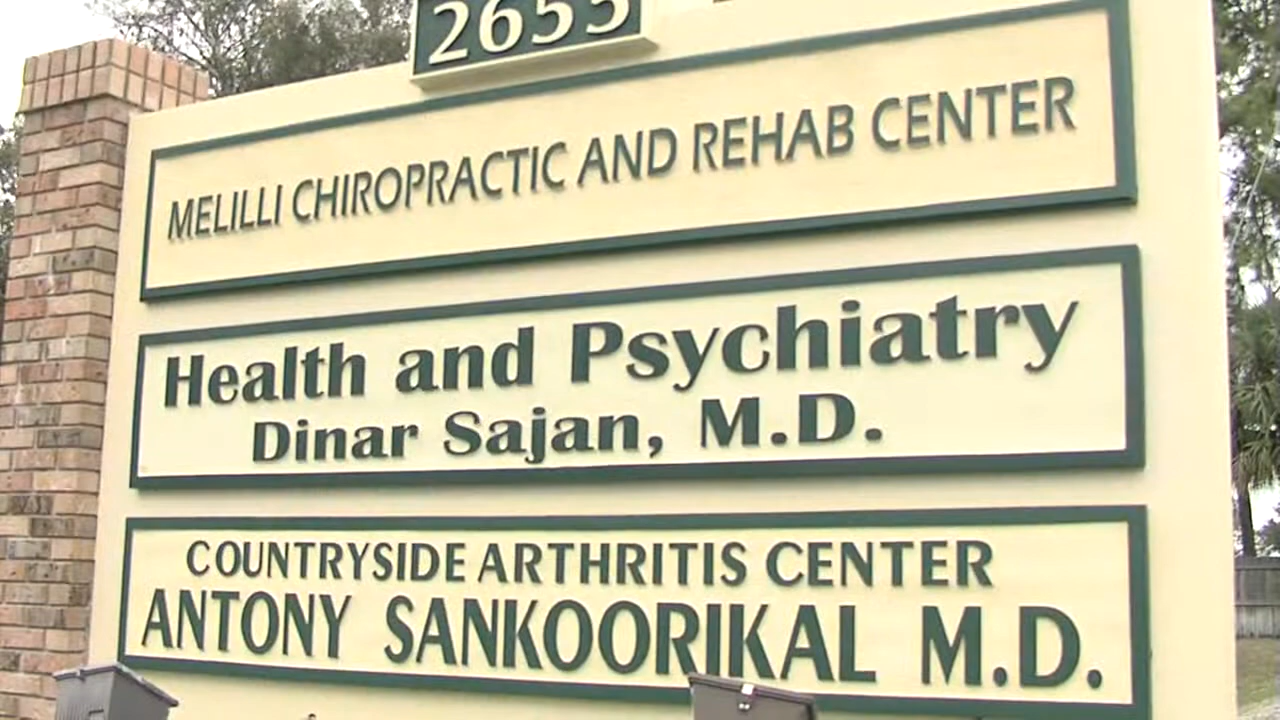 2655
MELILLI CHIROPRACTIC AND REHAB CENTER
Health and Psychiatry
Dinar Sajan, M.D.
COUNTRYSIDE ARTHRITIS CENTER
ANTONY SANKOORIKAL M.D.